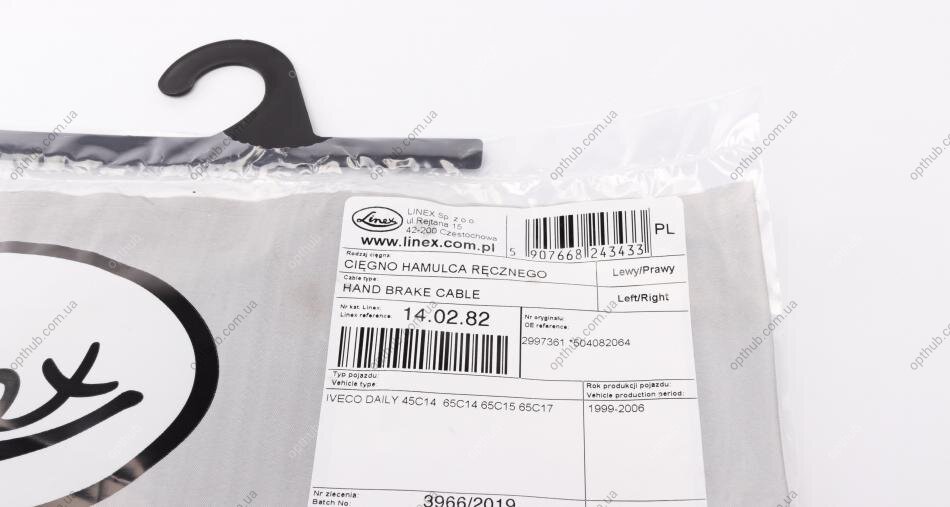 Linex
LINEX Sp. z o.o.
ul. Rejtana 15
42-200 Czestochowa
www.linex.com.pl
5 907668 243433
PL
Rodzaj cięgna:
CIĘGNO HAMULCA RĘCZNEGO
Lewy/Prawy
Cable type:
HAND BRAKE CABLE
Left/Right
Nr kat. Linex:
Linex reference:
14.02.82
Nr oryginału:
OE reference:
2997361 *504082064
Typ pojazdu:
Vehicle type:
IVECO DAILY 45C14 65C14 65C15 65C17
Rok produkcji pojazdu:
Vehicle production period:
1999-2006
Nr zlecenia:
Batch No:
3966/2019
opthub.com.ua